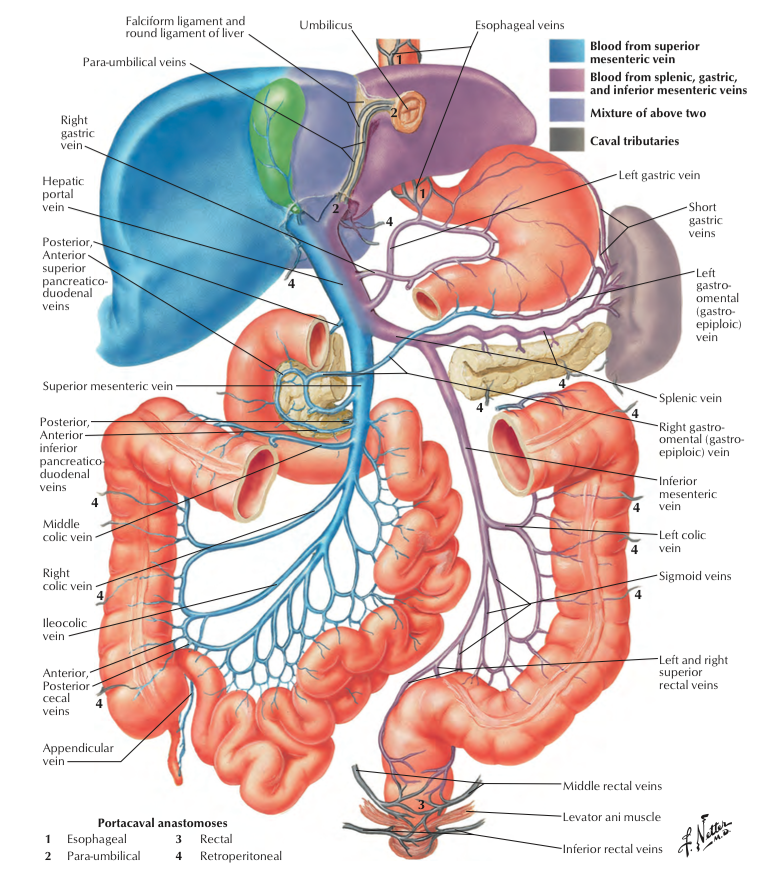 Falciform ligament and
round ligament of liver
Umbilicus
Esophageal veins
Para-umbilical veins
Blood from superior
mesenteric vein
Blood from splenic, gastric,
and inferior mesenteric veins
Mixture of above two
Caval tributaries
1
2
Right
gastric
vein
Left gastric vein
Hepatic
portal
vein
1
2
4
Short
gastric
veins
Posterior,
Anterior
superior
pancreatico-
duodenal
veins
4
Left
gastro-
omental
(gastro-
epiploic)
vein
Superior mesenteric vein
4
4
4
Splenic vein
Posterior,
Anterior
inferior
pancreatico-
duodenal
veins
Right gastro-
omental (gastro-
epiploic) vein
Inferior
mesenteric
vein
4
4
Middle
colic vein
Left colic
vein
4
Right
colic vein
4
Sigmoid veins
4
Ileocolic
vein
Anterior,
Posterior
cecal
veins
4
Left and right
superior
rectal veins
Appendicular
vein
Middle rectal veins
3
Levator ani muscle
Inferior rectal veins
Portacaval anastomoses
1 Esophageal 3 Rectal
2 Para-umbilical 4 Retroperitoneal
F. Netter
M.D.